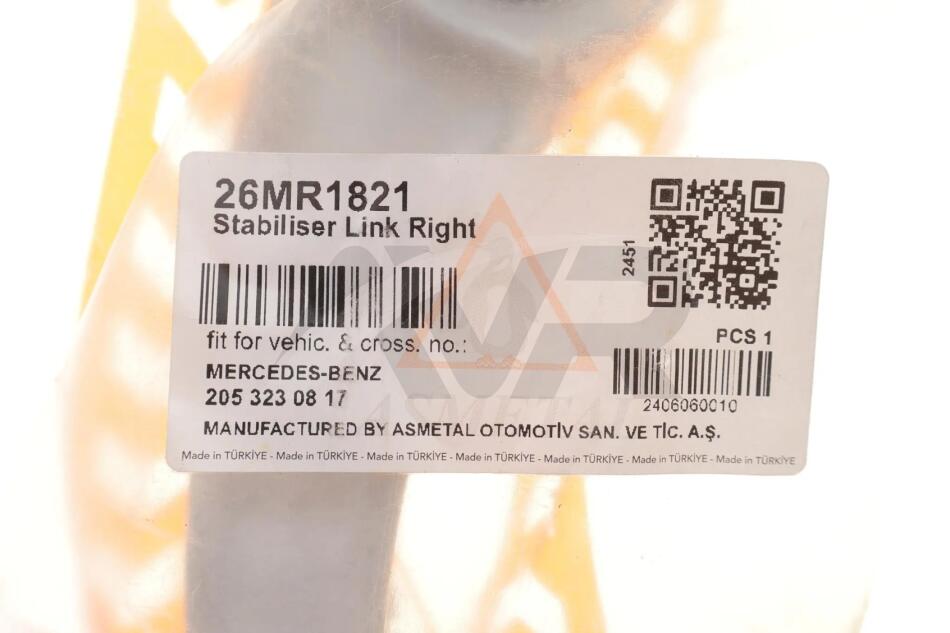 26MR1821
Stabiliser Link Right
2451
fit for vehic. & cross. no.:
PCS 1
MERCEDES-BENZ
205 323 08 17
2406060010
ASMETAL
MANUFACTURED BY ASMETAL OTOMOTİV SAN. VE TİC. A.Ş.
Made in TÜRKİYE - Made in TÜRKİYE - Made in TÜRKİYE - Made in TÜRKİYE - Made in TÜRKİYE - Made in TÜRKİYE - Made in TÜRKİYE